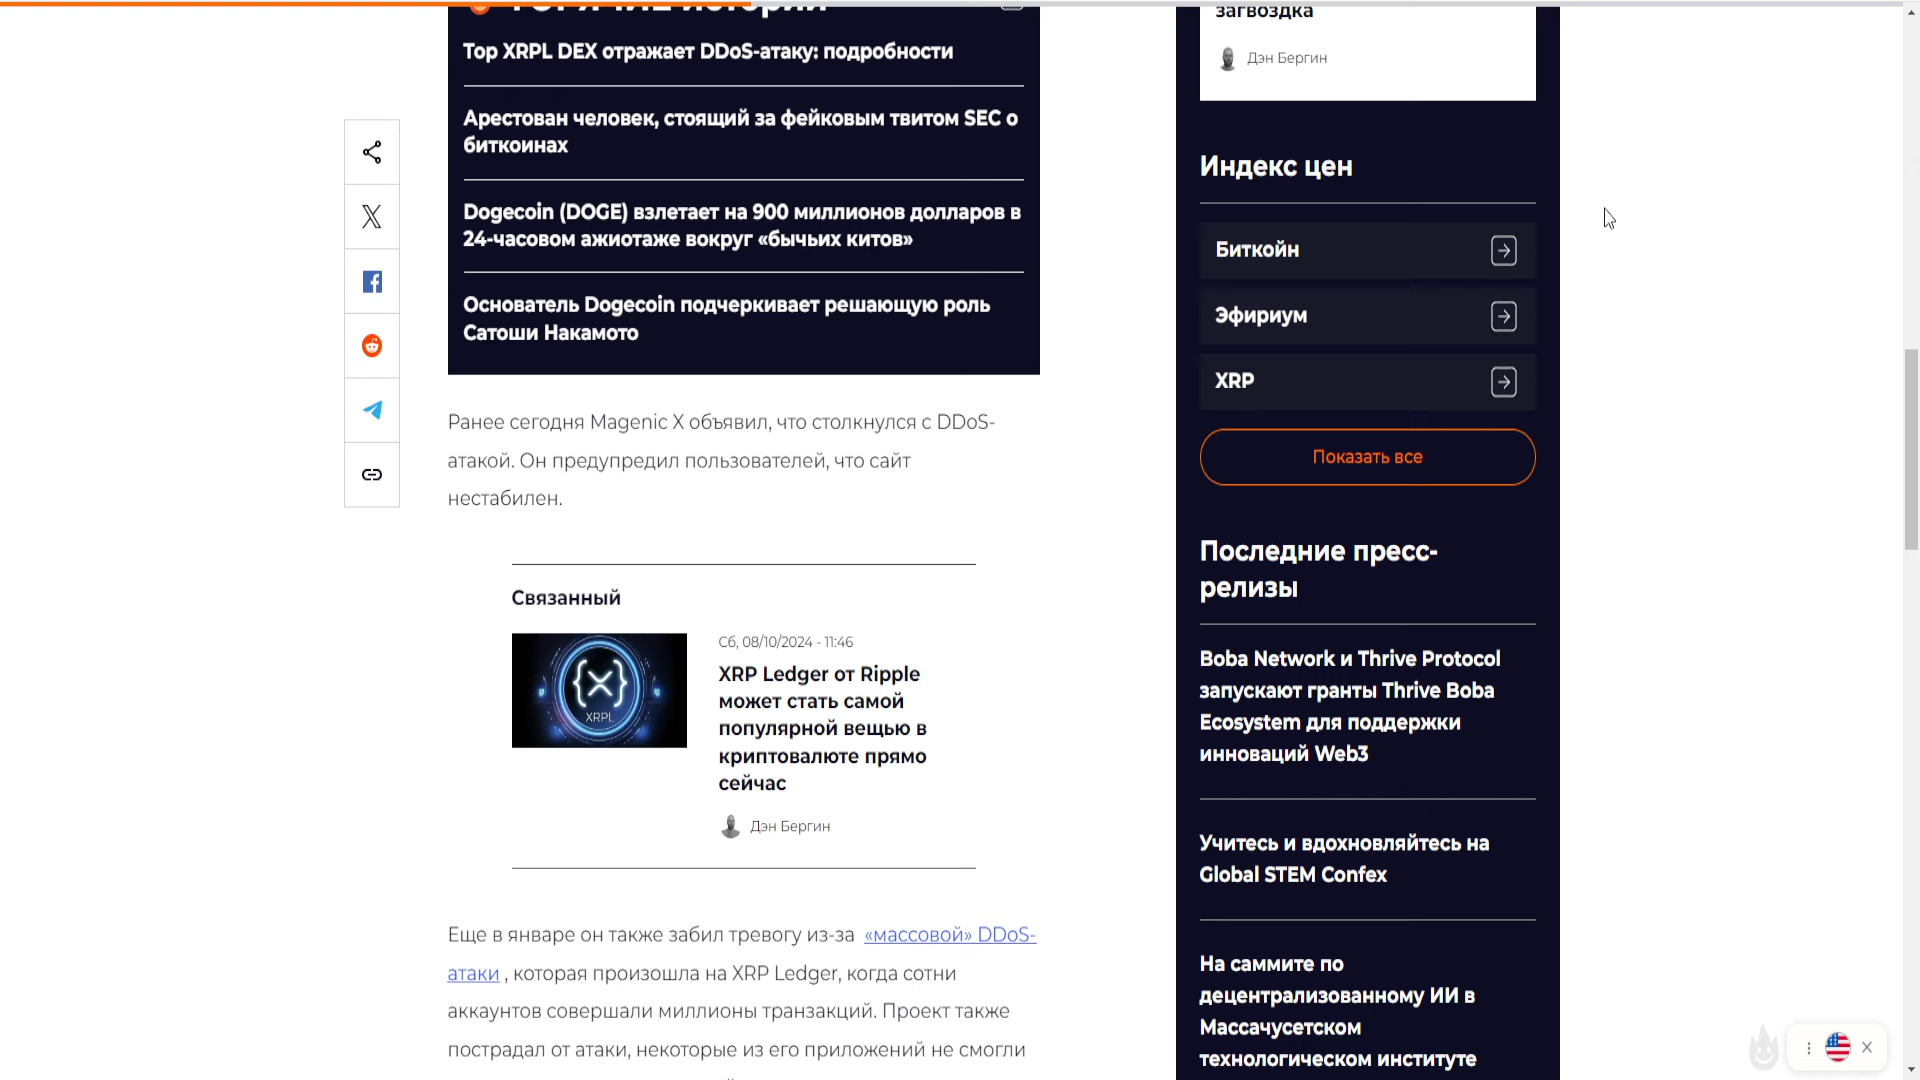 ГОРЯЧИЕ истории
Top XRPL DEX отражает DDoS-атаку: подробности
Арестован человек, стоящий за фейковым твитом SEC о
биткоинах
Dogecoin (DOGE) взлетает на 900 миллионов долларов в
24-часовом ажиотаже вокруг «бычьих китов»
Основатель Dogecoin подчеркивает решающую роль
Сатоши Накамото
Ранее сегодня Magenic X объявил, что столкнулся с DDoS-
атакой. Он предупредил пользователей, что сайт
нестабилен.
Связанный
Сб, 08/10/2024 - 11:46
XRP Ledger от Ripple
может стать самой
популярной вещью в
криптовалюте прямо
сейчас
XRPL
Дэн Бергин
Еще в январе он также забил тревогу из-за «массовой» DDoS-
атаки , которая произошла на XRP Ledger, когда сотни
аккаунтов совершали миллионы транзакций. Проект также
пострадал от атаки, некоторые из его приложений не смогли
загвоздка
Дэн Бергин
Индекс цен
Биткойн
Эфириум
XRP
Показать все
Последние пресс-
релизы
Boba Network и Thrive Protocol
запускают гранты Thrive Boba
Ecosystem для поддержки
инноваций Web3
Учитесь и вдохновляйтесь на
Global STEM Confex
На саммите по
децентрализованному ИИ в
Массачусетском
технологическом институте